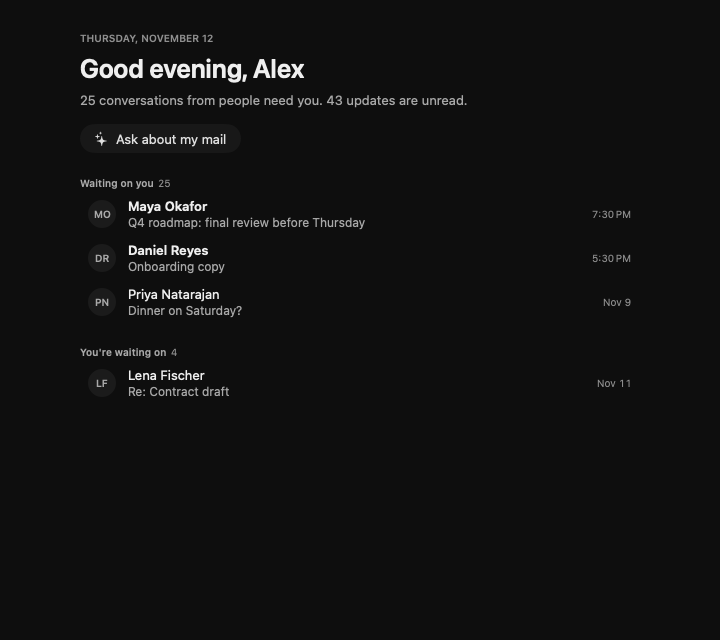 THURSDAY, NOVEMBER 12
Good evening, Alex
25 conversations from people need you. 43 updates are unread.
Ask about my mail
Waiting on you 25
MO Maya Okafor 7:30 PM
Q4 roadmap: final review before Thursday
DR Daniel Reyes 5:30 PM
Onboarding copy
PN Priya Natarajan Nov 9
Dinner on Saturday?
You're waiting on 4
LF Lena Fischer Nov 11
Re: Contract draft